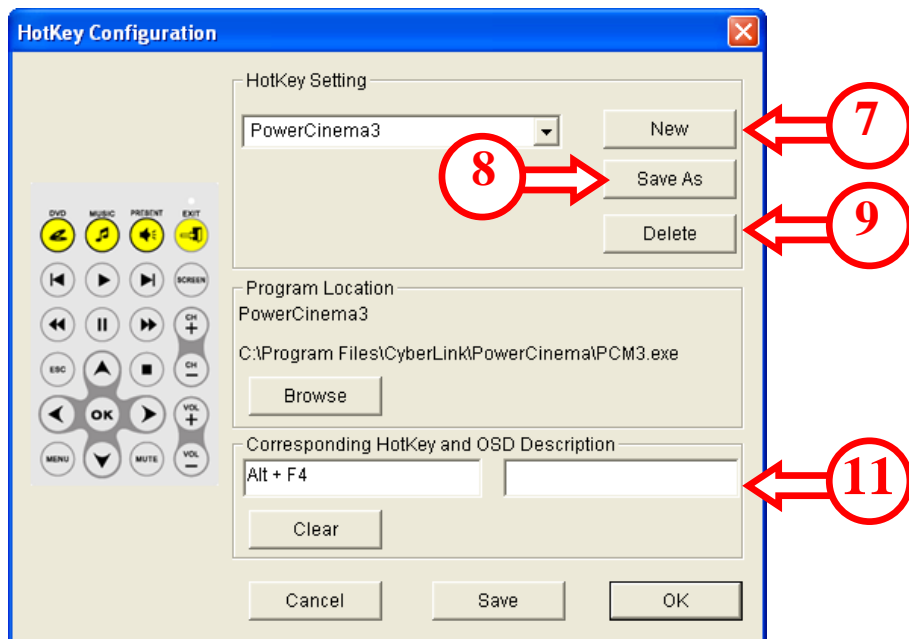 HotKey Configuration
HotKey Setting
PowerCinema3
New
7
8
Save As
Delete
9
DVD MUSIC PRESENT EXIT
SCREEN
CH
+
ESC
CH
−
OK
VOL
+
MENU
MUTE
VOL
−
Program Location
PowerCinema3
C:\Program Files\CyberLink\PowerCinema\PCM3.exe
Browse
Corresponding HotKey and OSD Description
Alt + F4
11
Clear
Cancel
Save
OK